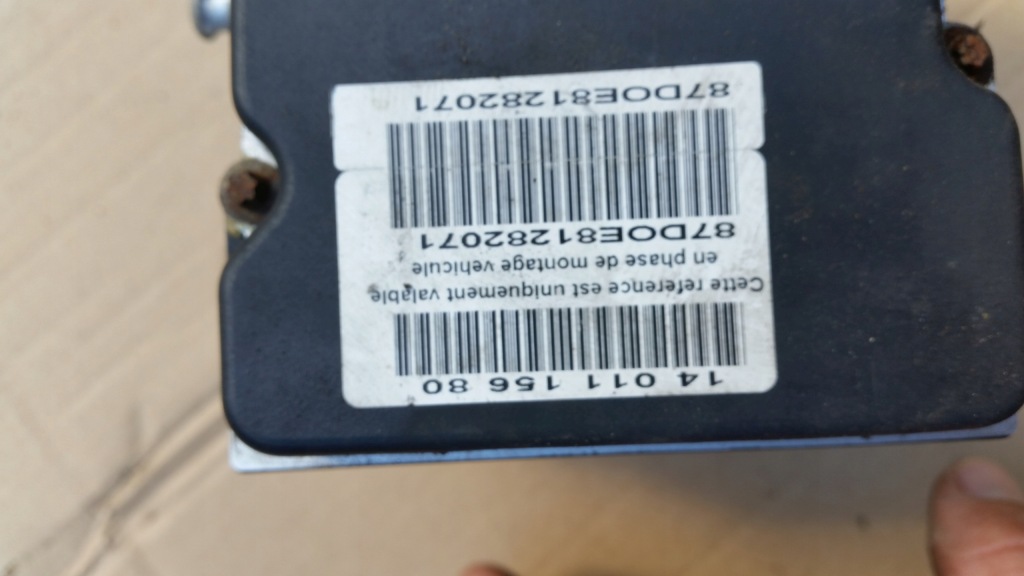 14 011 156 80
Cette reference est uniquement valable
en phase de montage vehicule
87DOE81282071
87DOE81282071